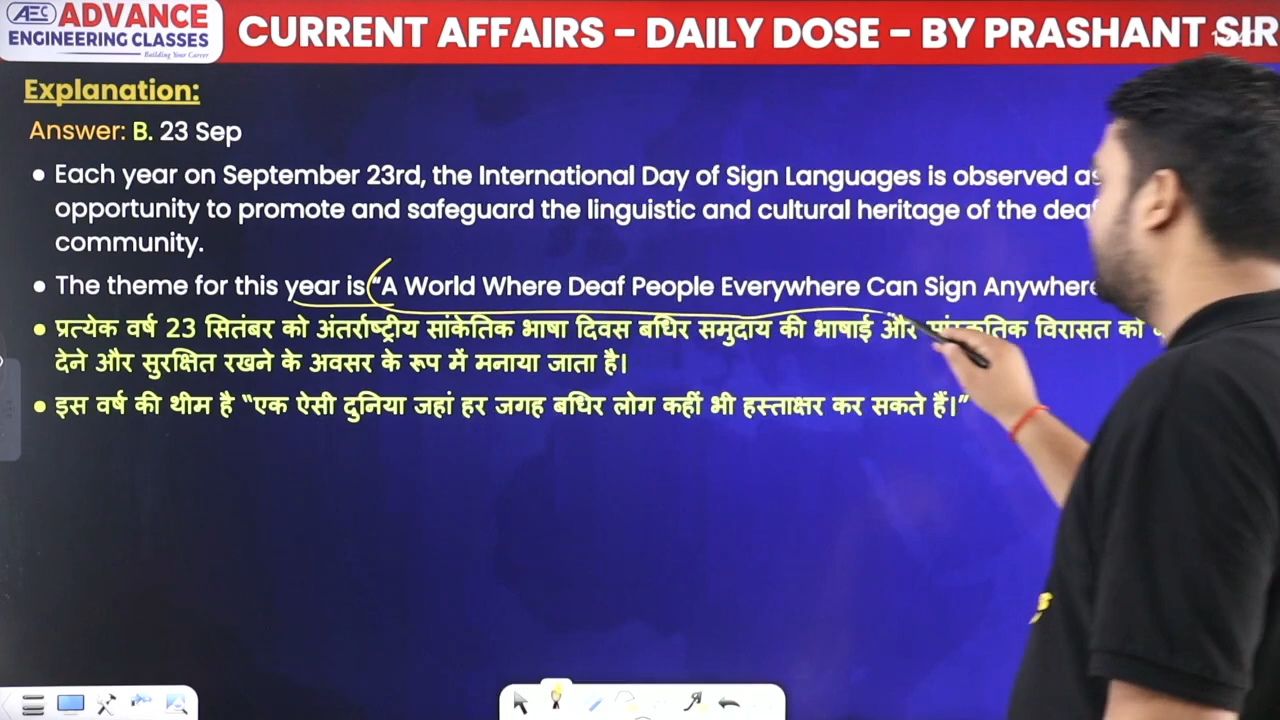 AEC ADVANCE
ENGINEERING CLASSES
Building Your Career
CURRENT AFFAIRS - DAILY DOSE - BY PRASHANT SIR
Explanation:
Answer: B. 23 Sep
• Each year on September 23rd, the International Day of Sign Languages is observed as
opportunity to promote and safeguard the linguistic and cultural heritage of the deaf
community.
• The theme for this year is “A World Where Deaf People Everywhere Can Sign Anywhere
• प्रत्येक वर्ष 23 सितंबर को अंतर्राष्ट्रीय सांकेतिक भाषा दिवस बधिर समुदाय की भाषाई और सांस्कृतिक विरासत को
देने और सुरक्षित रखने के अवसर के रूप में मनाया जाता है।
• इस वर्ष की थीम है “एक ऐसी दुनिया जहां हर जगह बधिर लोग कहीं भी हस्ताक्षर कर सकते हैं।”